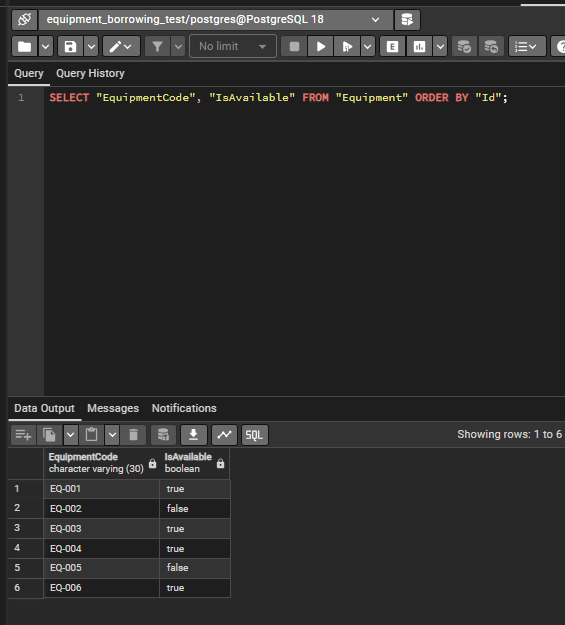 equipment_borrowing_test/postgres@PostgreSQL 18
No limit
E
Query Query History
1 SELECT "EquipmentCode", "IsAvailable" FROM "Equipment" ORDER BY "Id";
Data Output Messages Notifications
SQL Showing rows: 1 to 6
EquipmentCode IsAvailable
character varying (30) boolean
1 EQ-001 true
2 EQ-002 false
3 EQ-003 true
4 EQ-004 true
5 EQ-005 false
6 EQ-006 true